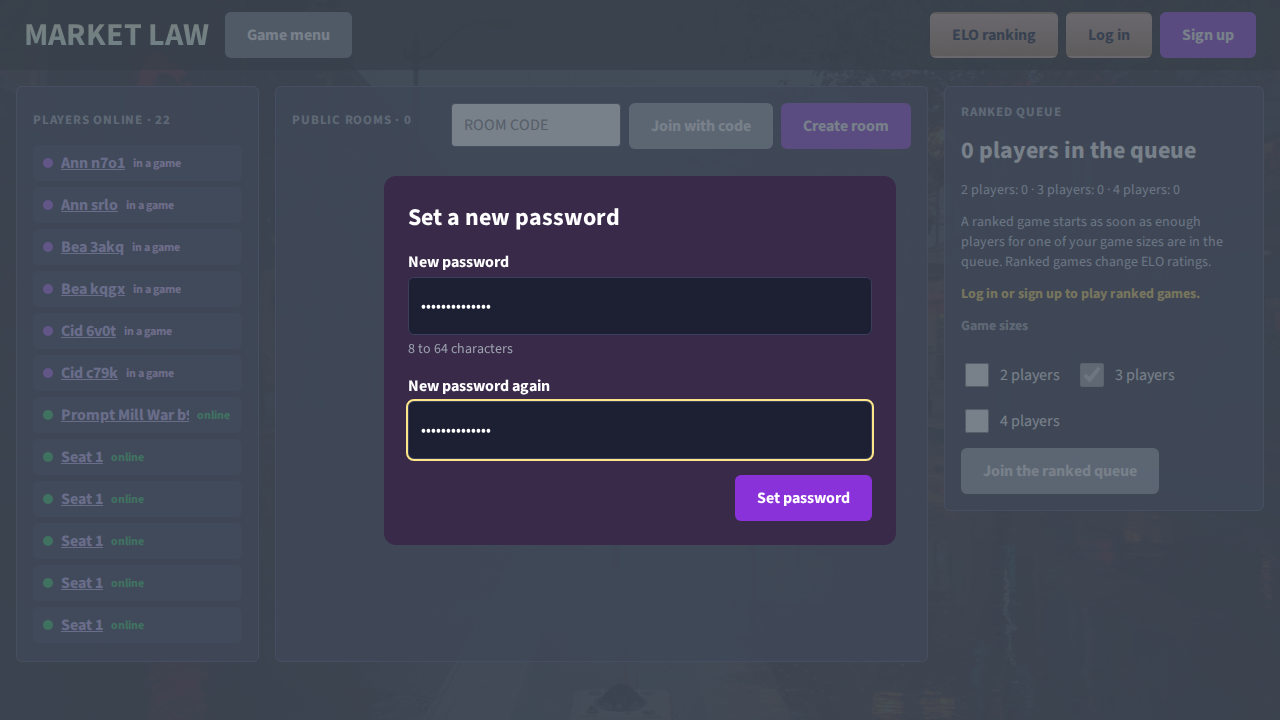 MARKET LAW
Game menu
ELO ranking
Log in
Sign up
PLAYERS ONLINE · 22
Ann n7o1 in a game
Ann srlo in a game
Bea 3akq in a game
Bea kqgx in a game
Cid 6v0t in a game
Cid c79k in a game
Prompt Mill War online
Seat 1 online
Seat 1 online
Seat 1 online
Seat 1 online
Seat 1 online
PUBLIC ROOMS · 0
ROOM CODE
Join with code
Create room
Set a new password
New password
••••••••••••••
8 to 64 characters
New password again
••••••••••••••
Set password
RANKED QUEUE
0 players in the queue
2 players: 0 · 3 players: 0 · 4 players: 0
A ranked game starts as soon as enough
players for one of your game sizes are in the
queue. Ranked games change ELO ratings.
Log in or sign up to play ranked games.
Game sizes
2 players
3 players
4 players
Join the ranked queue